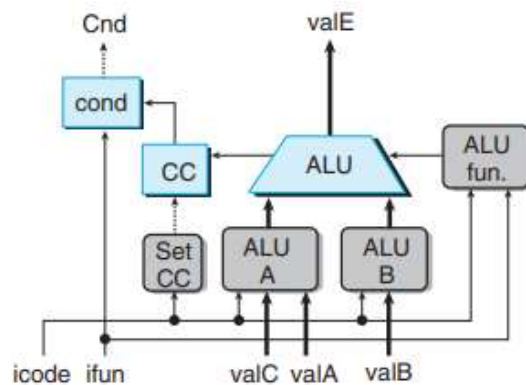 Cnd
valE
cond
CC
ALU
ALU
fun.
Set
CC
ALU
A
ALU
B
icode
ifun
valC
valA
valB